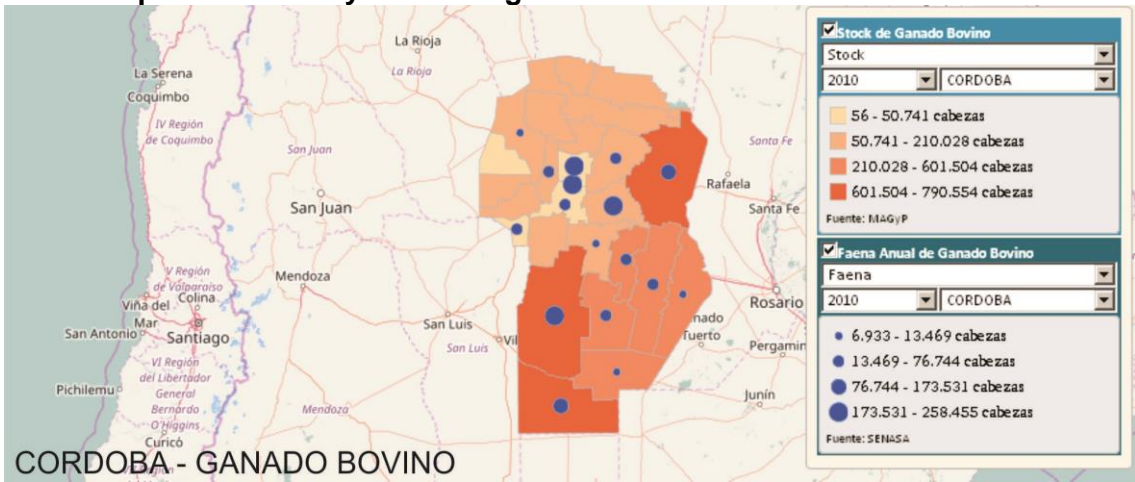 La Rioja
La Rioja
La Serena
Coquimbo
IV Región
de Coquimbo
San Juan
San Juan
Santa Fe
Rafaela
Santa Fe
V Región
de Valparaíso
Mendoza
Viña del
Mar
Colina
San Antonio
Santiago
San Luis
San Luis
Vil
Rosario
nado
Tuerto
Pergamin
VI Región
del Libertador
General
Bernardo
O'Higgins
Pichilemu
Mendoza
Junín
Curicó
CORDOBA - GANADO BOVINO
Stock de Ganado Bovino
Stock
2010 CORDOBA
56 - 50.741 cabezas
50.741 - 210.028 cabezas
210.028 - 601.504 cabezas
601.504 - 790.554 cabezas
Fuente: MAGyP
Faena Anual de Ganado Bovino
Faena
2010 CORDOBA
6.933 - 13.469 cabezas
13.469 - 76.744 cabezas
76.744 - 173.531 cabezas
173.531 - 258.455 cabezas
Fuente: SENASA